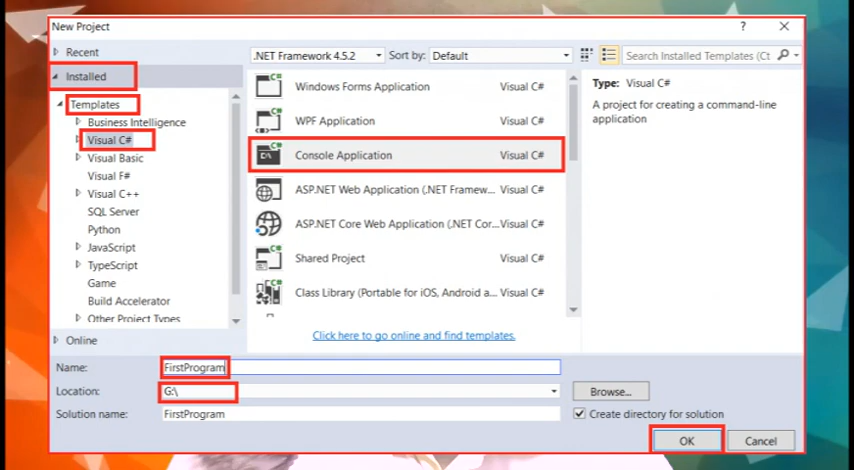 New Project
?
Recent
Installed
Templates
Business Intelligence
Visual C#
Visual Basic
Visual F#
Visual C++
SQL Server
Python
JavaScript
TypeScript
Game
Build Accelerator
Other Project Types
Online
.NET Framework 4.5.2
Sort by: Default
Search Installed Templates (Ct
Windows Forms Application Visual C#
WPF Application Visual C#
Console Application Visual C#
ASP.NET Web Application (.NET Framew... Visual C#
ASP.NET Core Web Application (.NET Cor... Visual C#
Shared Project Visual C#
Class Library (Portable for iOS, Android a... Visual C#
Click here to go online and find templates.
Type: Visual C#
A project for creating a command-line
application
Name: FirstProgram
Location: G:\
Browse...
Solution name: FirstProgram
Create directory for solution
OK Cancel